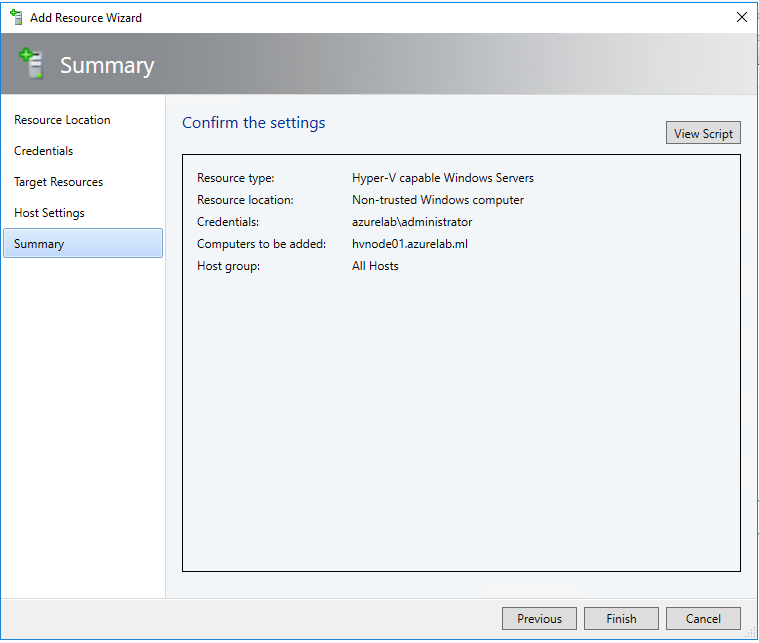 Add Resource Wizard
Summary
Resource Location
Credentials
Target Resources
Host Settings
Summary
Confirm the settings
View Script
Resource type: Hyper-V capable Windows Servers
Resource location: Non-trusted Windows computer
Credentials: azurelab\administrator
Computers to be added: hvnode01.azurelab.ml
Host group: All Hosts
Previous Finish Cancel